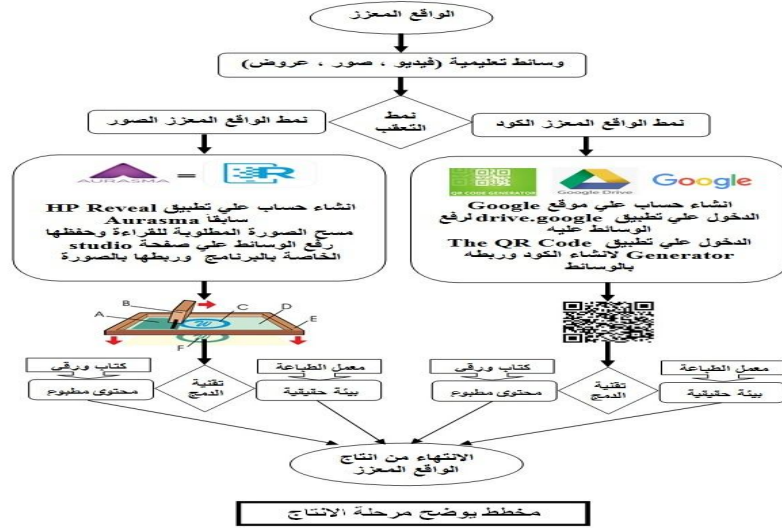 الواقع المعزز
وسائط تعليمية (فيديو ، صور ، عروض)
نمط
التعقب
نمط الواقع المعزز الكود
نمط الواقع المعزز الصور
QR CODE GENERATOR
Google Drive
Google
انشاء حساب علي موقع Google
الدخول علي تطبيق drive.google لرفع
الوسائط عليه
الدخول علي تطبيق The QR Code
Generator لانشاء الكود وربطه
بالوسائط
AURASMA
=
R
انشاء حساب علي تطبيق HP Reveal
سابقا Aurasma
مسح الصورة المطلوبة للقراءة وحفظها
رفع الوسائط علي صفحة studio
الخاصة بالبرنامج وربطها بالصورة
A
B
C
D
E
F
معمل الطباعة
كتاب ورقي
بيئة حقيقية
تقنية
الدمج
محتوى مطبوع
معمل الطباعة
كتاب ورقي
بيئة حقيقية
تقنية
الدمج
محتوى مطبوع
الانتهاء من انتاج
الواقع المعزز
مخطط يوضح مرحلة الانتاج